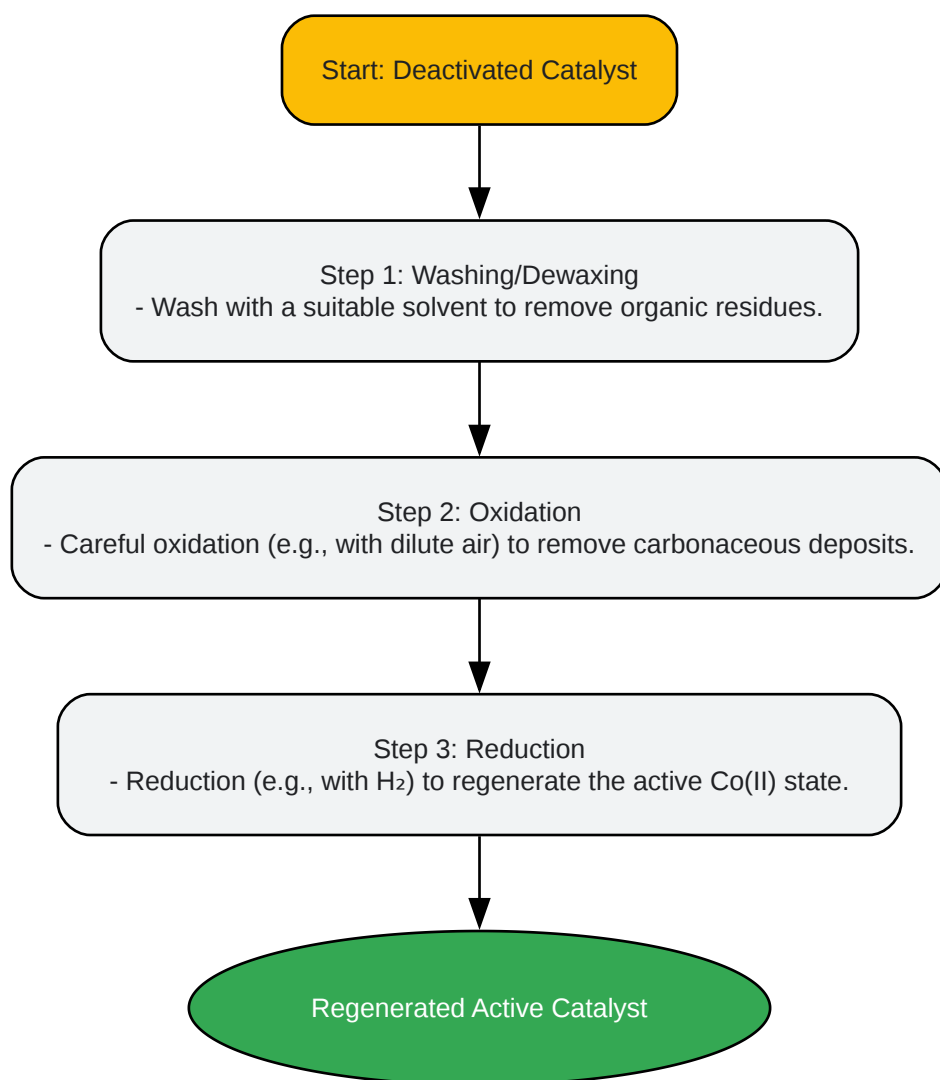 Start: Deactivated Catalyst
Step 1: Washing/Dewaxing
- Wash with a suitable solvent to remove organic residues.
Step 2: Oxidation
- Careful oxidation (e.g., with dilute air) to remove carbonaceous deposits.
Step 3: Reduction
- Reduction (e.g., with H₂) to regenerate the active Co(II) state.
Regenerated Active Catalyst